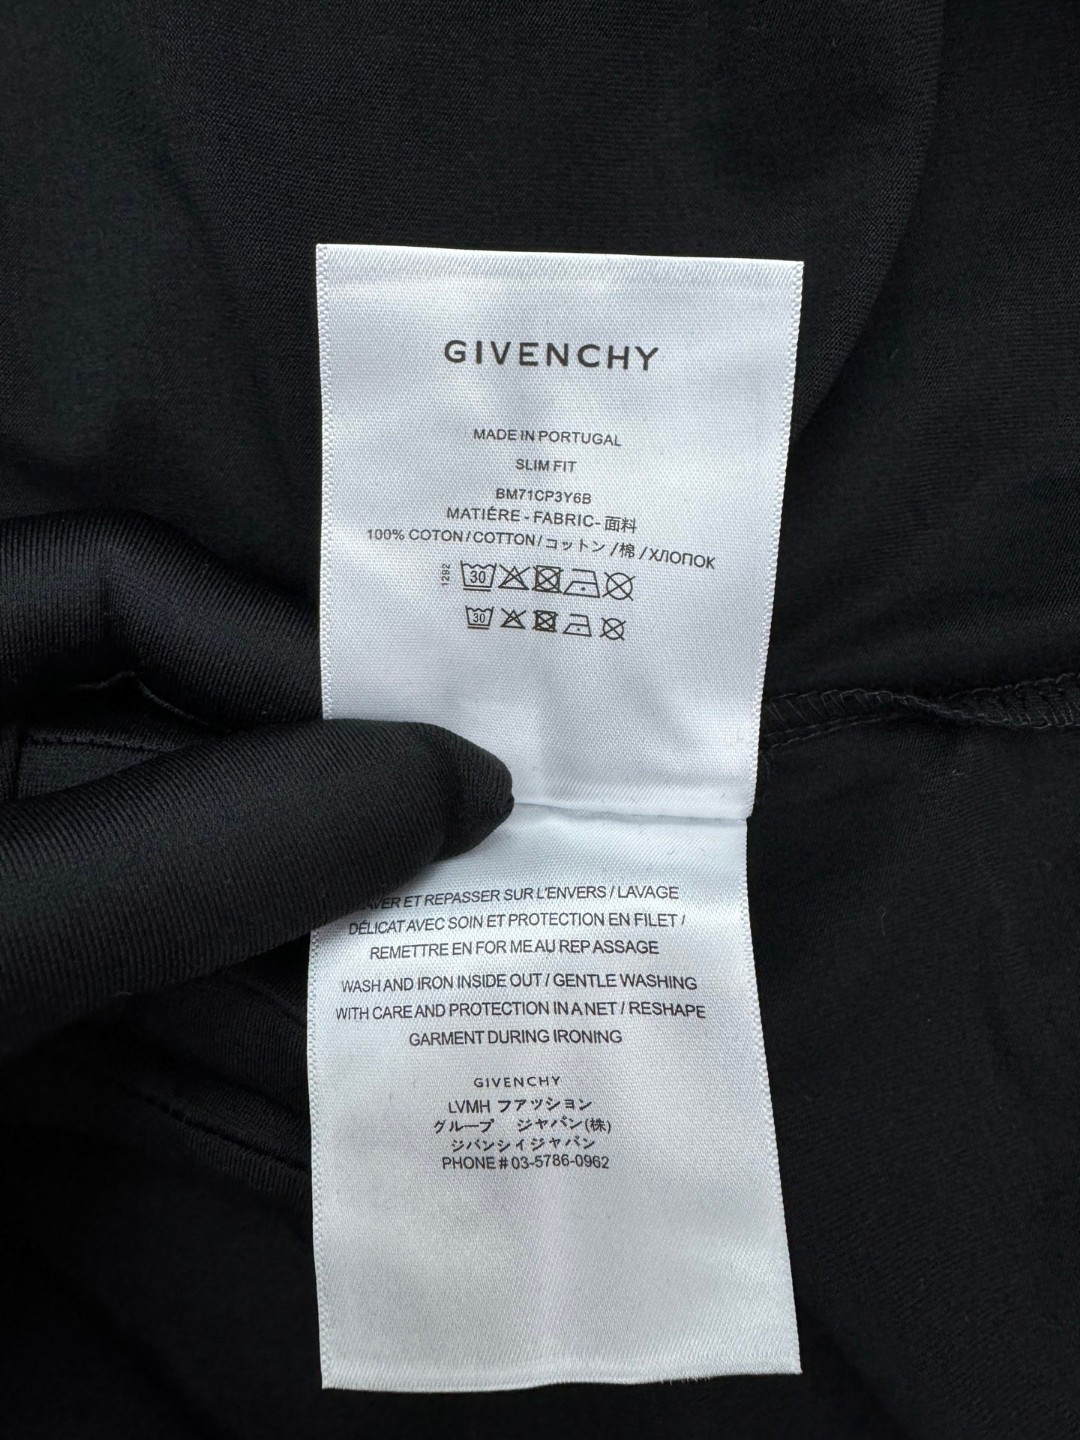 GIVENCHY
MADE IN PORTUGAL
SLIM FIT
BM71CP3Y6B
MATIÉRE - FABRIC- 面料
100% COTON / COTTON / コットン / 棉 / ХЛОПОК
1292
30
30
ET REPASSER SUR L'ENVERS / LAVAGE
DÉLICAT AVEC SOIN ET PROTECTION EN FILET /
REMETTRE EN FOR ME AU REP ASSAGE
WASH AND IRON INSIDE OUT / GENTLE WASHING
WITH CARE AND PROTECTION IN A NET / RESHAPE
GARMENT DURING IRONING
GIVENCHY
LVMH ファッション
グループ ジャパン(株)
ジバンシイジャパン
PHONE # 03-5786-0962